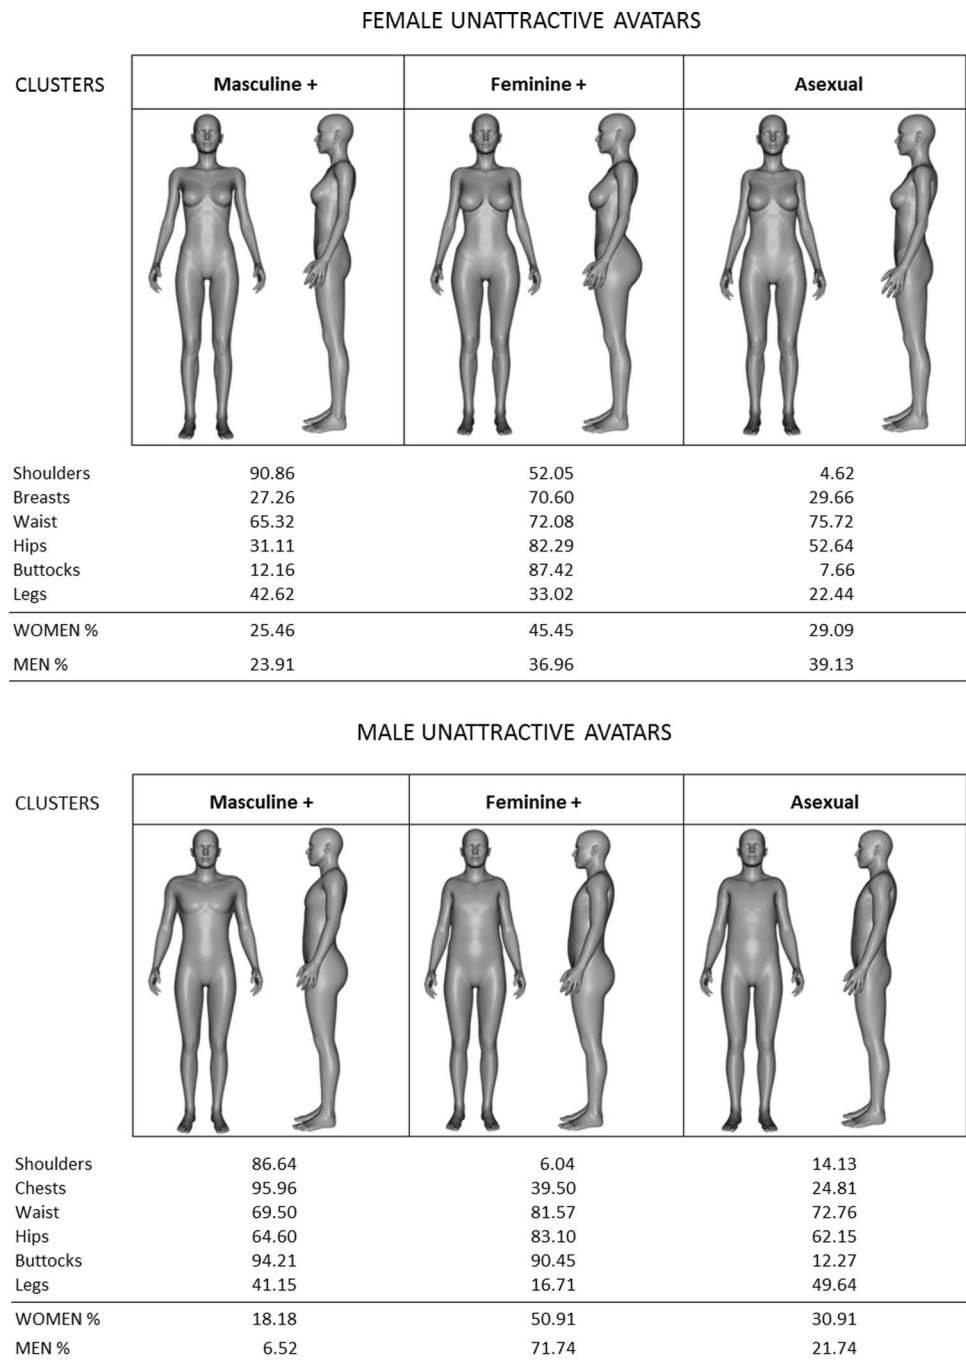 FEMALE UNATTRACTIVE AVATARS
CLUSTERS Masculine + Feminine + Asexual
Shoulders 90.86 52.05 4.62
Breasts 27.26 70.60 29.66
Waist 65.32 72.08 75.72
Hips 31.11 82.29 52.64
Buttocks 12.16 87.42 7.66
Legs 42.62 33.02 22.44
WOMEN % 25.46 45.45 29.09
MEN % 23.91 36.96 39.13
MALE UNATTRACTIVE AVATARS
CLUSTERS Masculine + Feminine + Asexual
Shoulders 86.64 6.04 14.13
Chests 95.96 39.50 24.81
Waist 69.50 81.57 72.76
Hips 64.60 83.10 62.15
Buttocks 94.21 90.45 12.27
Legs 41.15 16.71 49.64
WOMEN % 18.18 50.91 30.91
MEN % 6.52 71.74 21.74